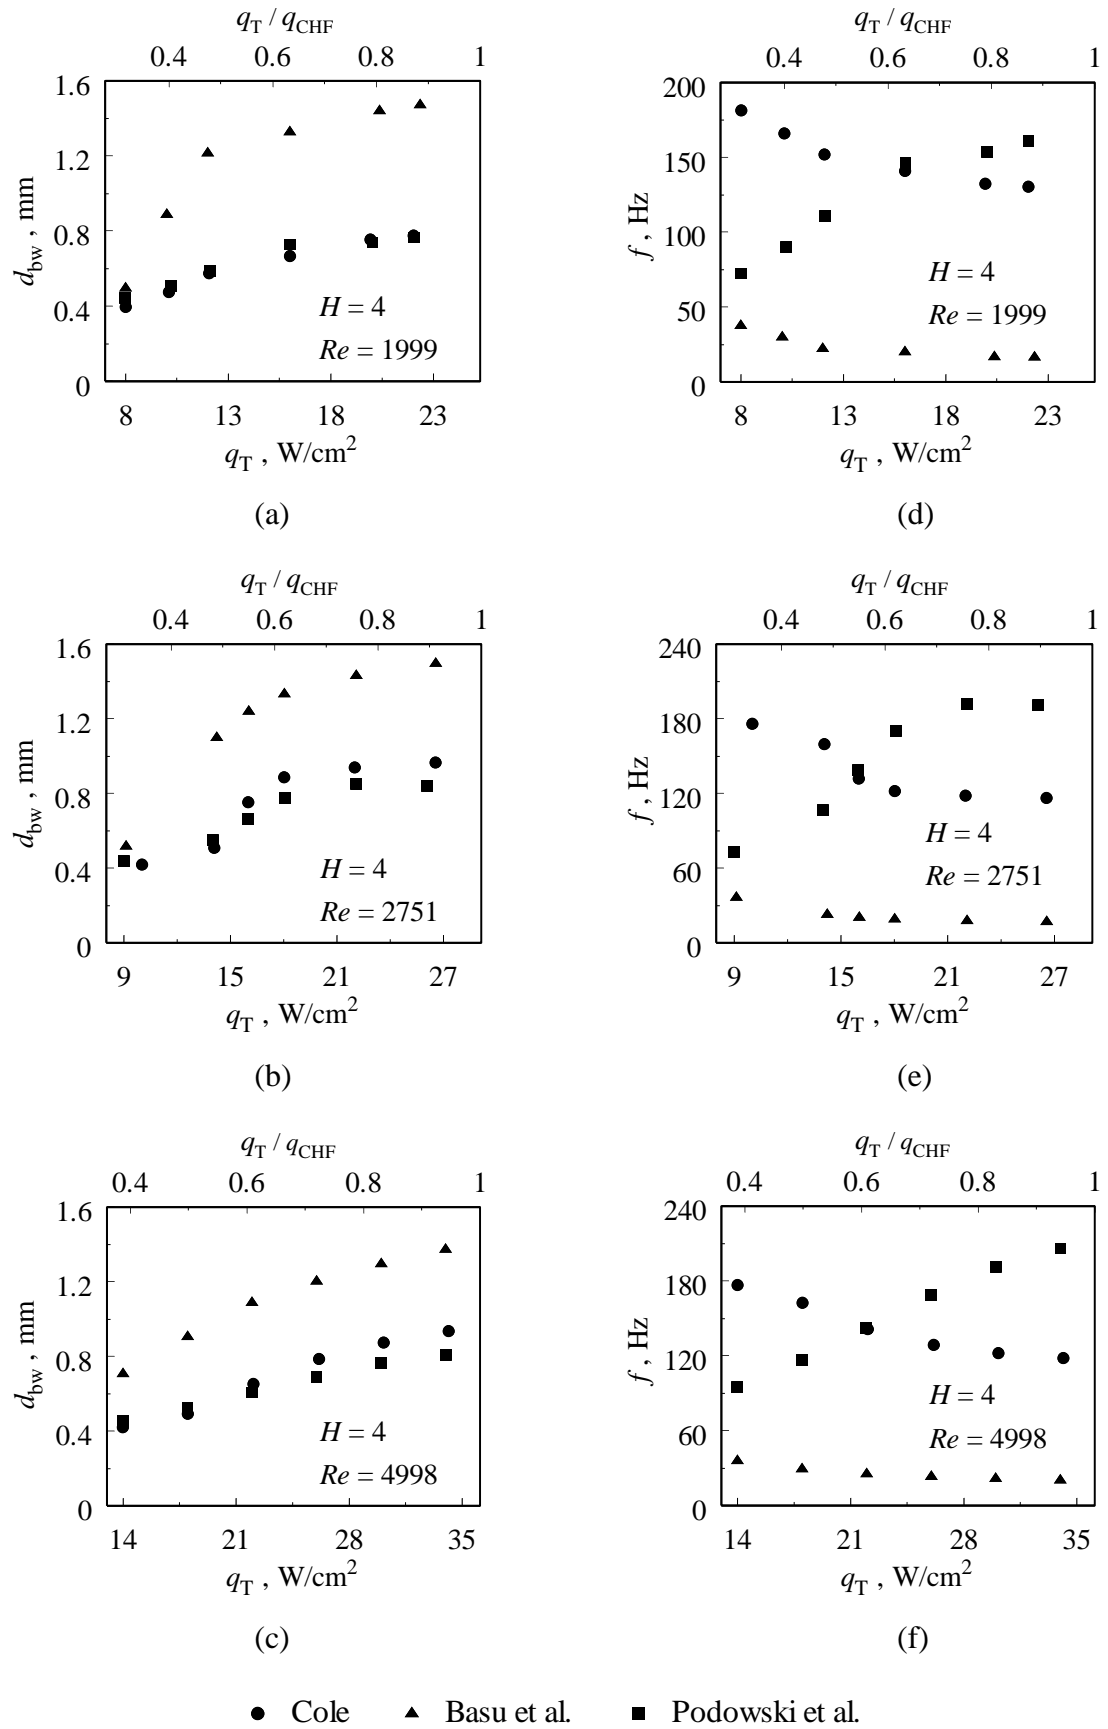 q_T / q_CHF
0.4 0.6 0.8 1
1.6
1.2
0.8
0.4
0
d_bw , mm
H = 4
Re = 1999
8 13 18 23
q_T , W/cm²
(a)
q_T / q_CHF
0.4 0.6 0.8 1
200
150
100
50
0
f , Hz
H = 4
Re = 1999
8 13 18 23
q_T , W/cm²
(d)
q_T / q_CHF
0.4 0.6 0.8 1
1.6
1.2
0.8
0.4
0
d_bw , mm
H = 4
Re = 2751
9 15 21 27
q_T , W/cm²
(b)
q_T / q_CHF
0.4 0.6 0.8 1
240
180
120
60
0
f , Hz
H = 4
Re = 2751
9 15 21 27
q_T , W/cm²
(e)
q_T / q_CHF
0.4 0.6 0.8 1
1.6
1.2
0.8
0.4
0
d_bw , mm
H = 4
Re = 4998
14 21 28 35
q_T , W/cm²
(c)
q_T / q_CHF
0.4 0.6 0.8 1
240
180
120
60
0
f , Hz
H = 4
Re = 4998
14 21 28 35
q_T , W/cm²
(f)
Cole Basu et al. Podowski et al.